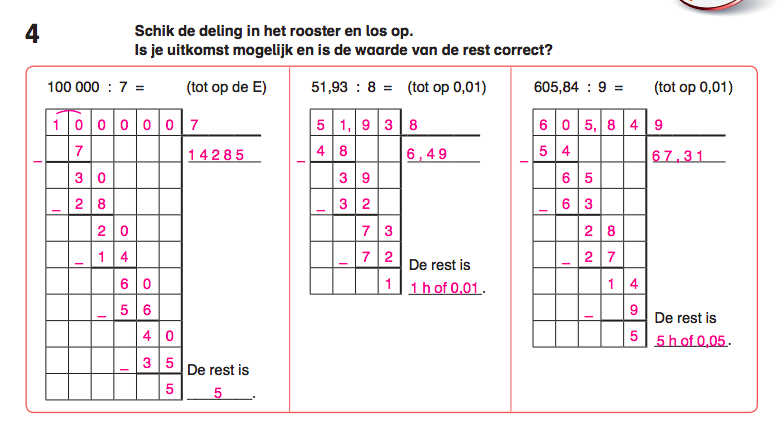 4
Schik de deling in het rooster en los op.
Is je uitkomst mogelijk en is de waarde van de rest correct?
100 000 : 7 = (tot op de E)
1 0 0 0 0 0 7
_ 7 14285
3 0
_ 2 8
2 0
_ 1 4
6 0
_ 5 6
4 0
_ 3 5 De rest is
5 5.
51,93 : 8 = (tot op 0,01)
5 1, 9 3 8
_ 4 8 6,49
3 9
_ 3 2
7 3
_ 7 2 De rest is
1 1 h of 0,01.
605,84 : 9 = (tot op 0,01)
6 0 5, 8 4 9
_ 5 4 67,31
6 5
_ 6 3
2 8
_ 2 7
1 4
_ 9 De rest is
5 5 h of 0,05.